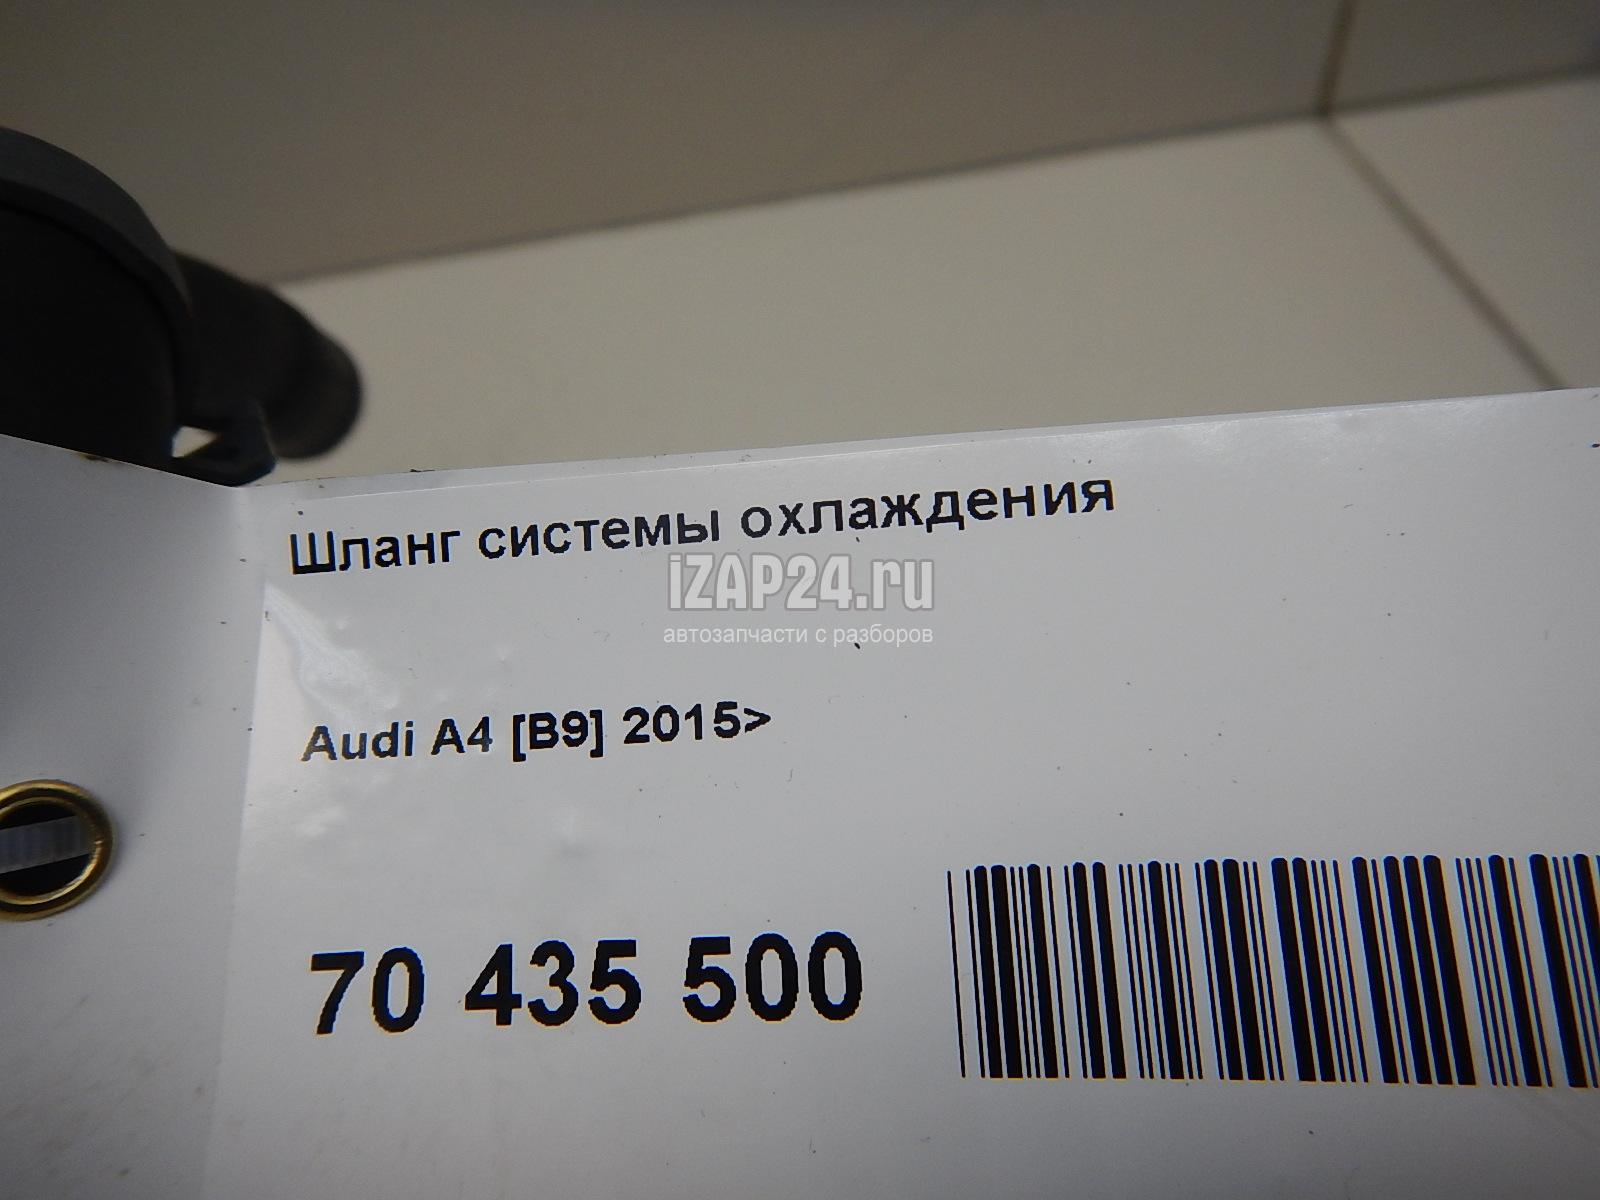 Шланг системы охлаждения
iZAP24.ru
автозапчасти с разборов
Audi A4 [B9] 2015>
70 435 500